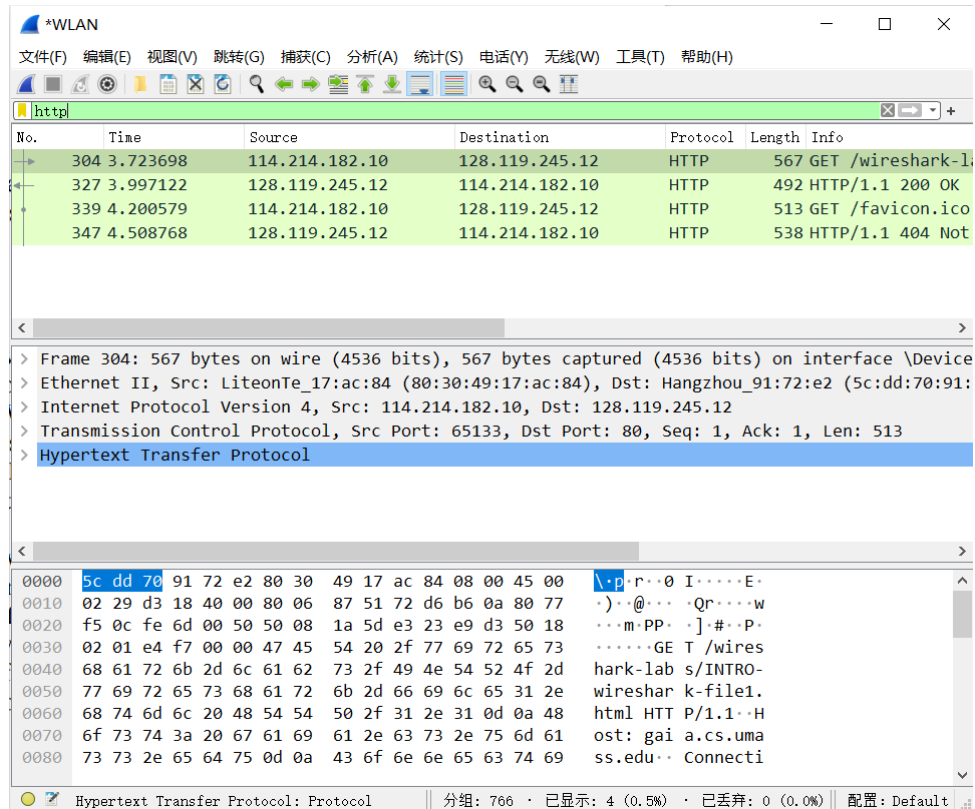 *WLAN
文件(F) 编辑(E) 视图(V) 跳转(G) 捕获(C) 分析(A) 统计(S) 电话(Y) 无线(W) 工具(T) 帮助(H)
http
No. Time Source Destination Protocol Length Info
304 3.723698 114.214.182.10 128.119.245.12 HTTP 567 GET /wireshark-la
327 3.997122 128.119.245.12 114.214.182.10 HTTP 492 HTTP/1.1 200 OK
339 4.200579 114.214.182.10 128.119.245.12 HTTP 513 GET /favicon.ico
347 4.508768 128.119.245.12 114.214.182.10 HTTP 538 HTTP/1.1 404 Not
Frame 304: 567 bytes on wire (4536 bits), 567 bytes captured (4536 bits) on interface \Device
Ethernet II, Src: LiteonTe_17:ac:84 (80:30:49:17:ac:84), Dst: Hangzhou_91:72:e2 (5c:dd:70:91:
Internet Protocol Version 4, Src: 114.214.182.10, Dst: 128.119.245.12
Transmission Control Protocol, Src Port: 65133, Dst Port: 80, Seq: 1, Ack: 1, Len: 513
Hypertext Transfer Protocol
0000 5c dd 70 91 72 e2 80 30 49 17 ac 84 08 00 45 00 \·p·r··0 I·····E·
0010 02 29 d3 18 40 00 80 06 87 51 72 d6 b6 0a 80 77 ·)··@··· ·Qr····w
0020 f5 0c fe 6d 00 50 50 08 1a 5d e3 23 e9 d3 50 18 ···m·PP· ·]·#··P·
0030 02 01 e4 f7 00 00 47 45 54 20 2f 77 69 72 65 73 ······GE T /wires
0040 68 61 72 6b 2d 6c 61 62 73 2f 49 4e 54 52 4f 2d hark-lab s/INTRO-
0050 77 69 72 65 73 68 61 72 6b 2d 66 69 6c 65 31 2e wireshar k-file1.
0060 68 74 6d 6c 20 48 54 54 50 2f 31 2e 31 0d 0a 48 html HTT P/1.1··H
0070 6f 73 74 3a 20 67 61 69 61 2e 63 73 2e 75 6d 61 ost: gai a.cs.uma
0080 73 73 2e 65 64 75 0d 0a 43 6f 6e 6e 65 63 74 69 ss.edu·· Connecti
Hypertext Transfer Protocol: Protocol 分组: 766 · 已显示: 4 (0.5%) · 已丢弃: 0 (0.0%) 配置: Default